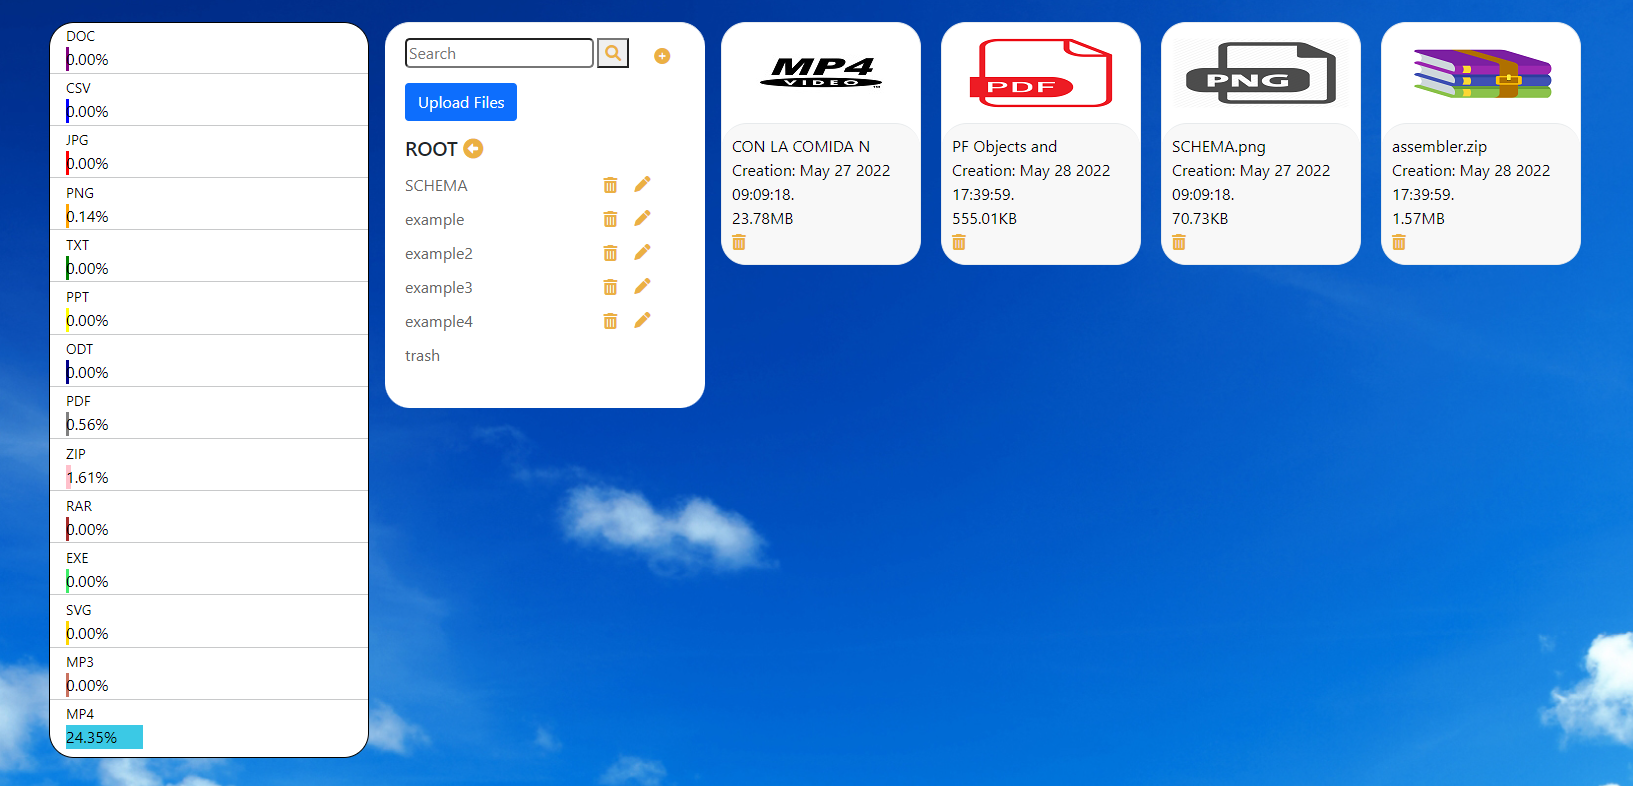 DOC
0.00%
CSV
0.00%
JPG
0.00%
PNG
0.14%
TXT
0.00%
PPT
0.00%
ODT
0.00%
PDF
0.56%
ZIP
1.61%
RAR
0.00%
EXE
0.00%
SVG
0.00%
MP3
0.00%
MP4
24.35%
Search
Upload Files
ROOT
SCHEMA
example
example2
example3
example4
trash
MP4
VIDEO™
CON LA COMIDA N
Creation: May 27 2022
09:09:18.
23.78MB
PDF
PF Objects and
Creation: May 28 2022
17:39:59.
555.01KB
PNG
SCHEMA.png
Creation: May 27 2022
09:09:18.
70.73KB
assembler.zip
Creation: May 28 2022
17:39:59.
1.57MB